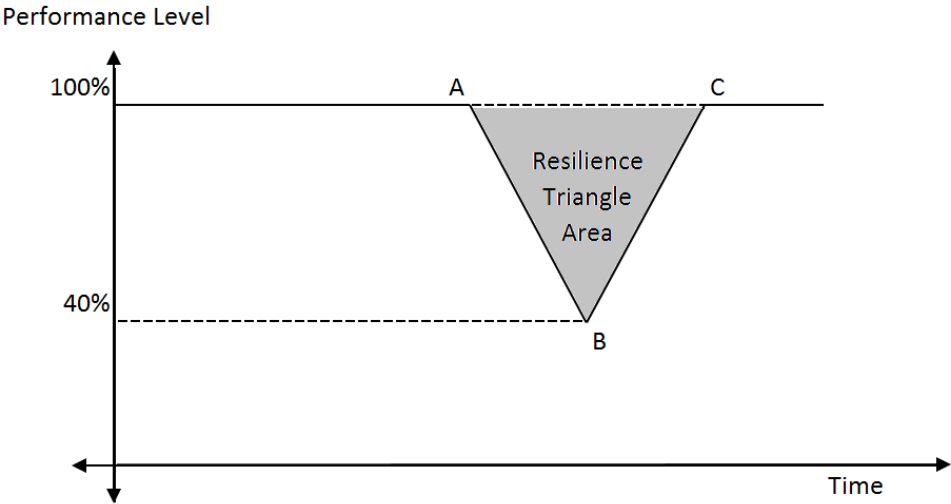 Performance Level
100%
A
C
Resilience
Triangle
Area
40%
B
Time